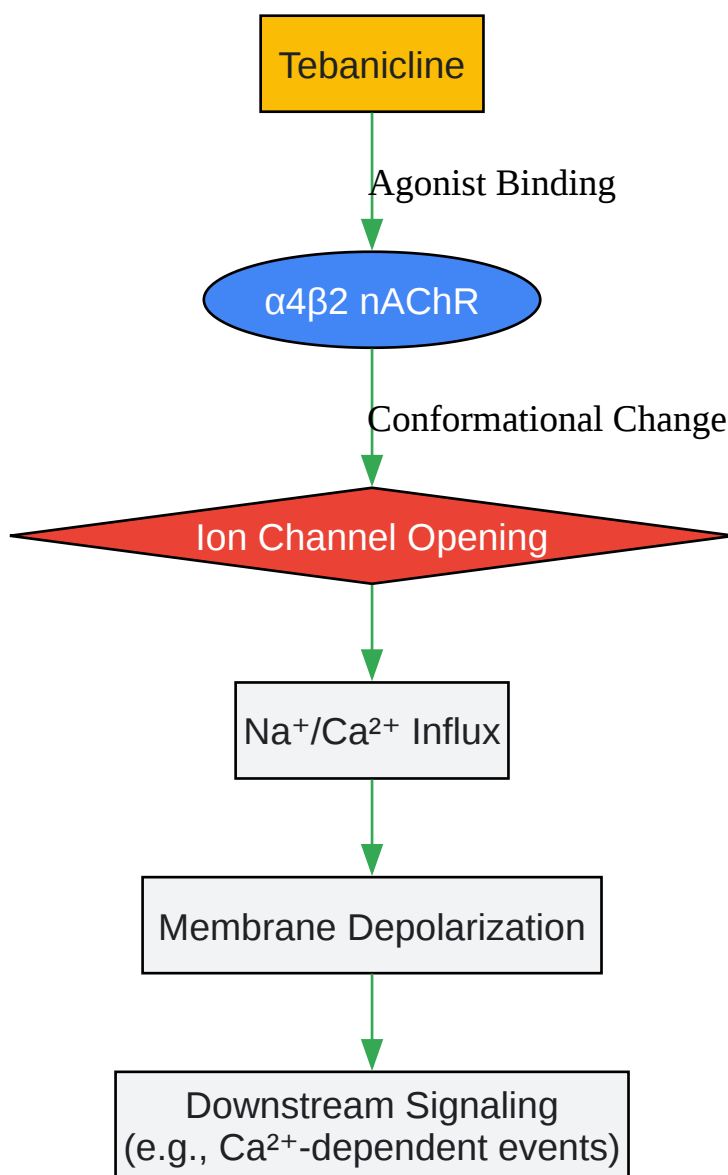 Tebanicline
Agonist Binding
α4β2 nAChR
Conformational Change
Ion Channel Opening
Na⁺/Ca²⁺ Influx
Membrane Depolarization
Downstream Signaling
(e.g., Ca²⁺-dependent events)